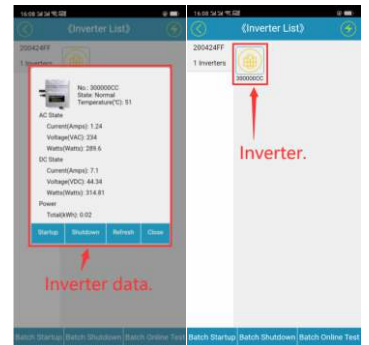 16:08
《Inverter List》
200424FF
1 Inverters
No.: 300000CC
State: Normal
Temperature(℃): 51
AC State
Current(Amps): 1.24
Voltage(VAC): 234
Watts(Watts): 289.6
DC State
Current(Amps): 7.1
Voltage(VDC): 44.34
Watts(Watts): 314.81
Power
Total(kWh): 0.02
Startup Shutdown Refresh Close
Inverter data.
Batch Startup Batch Shutdown Batch Online Test
16:08
《Inverter List》
200424FF
1 Inverters
300000CC
Inverter.
Batch Startup Batch Shutdown Batch Online Test